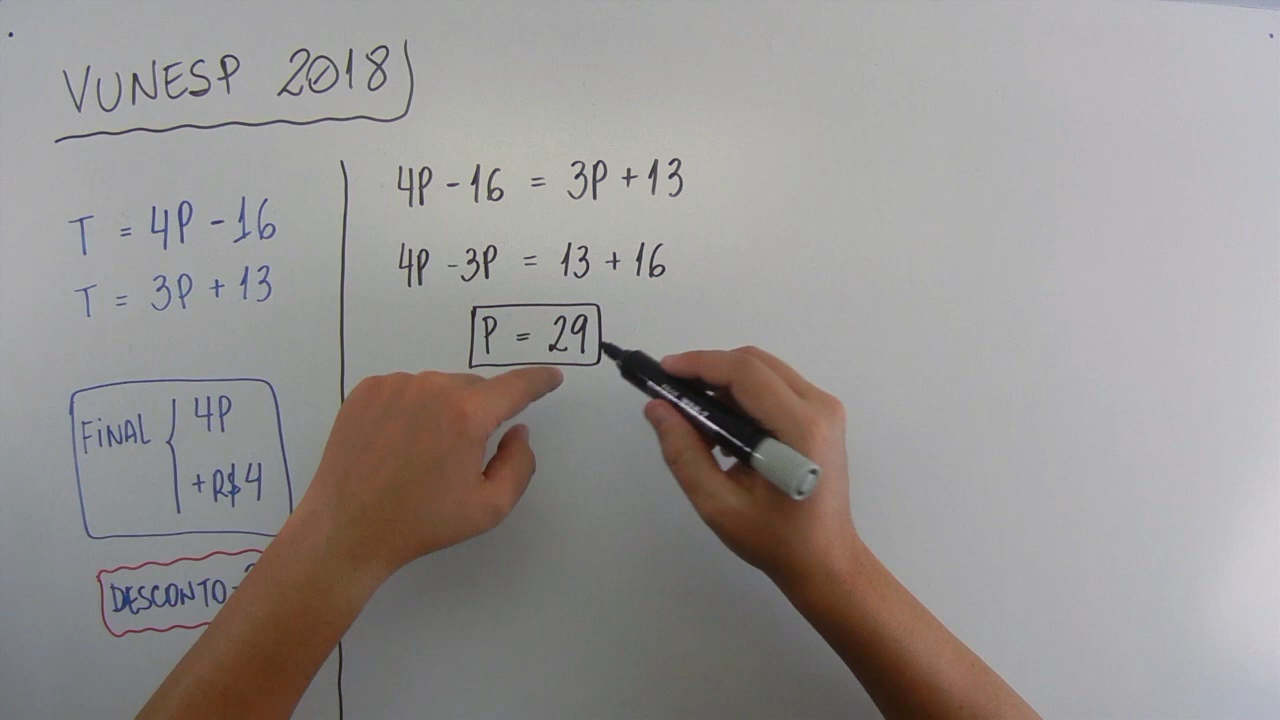 VUNESP 2018
T = 4P - 16
T = 3P + 13
FINAL { 4P
+ R$ 4
DESCONTO
4P - 16 = 3P + 13
4P - 3P = 13 + 16
P = 29